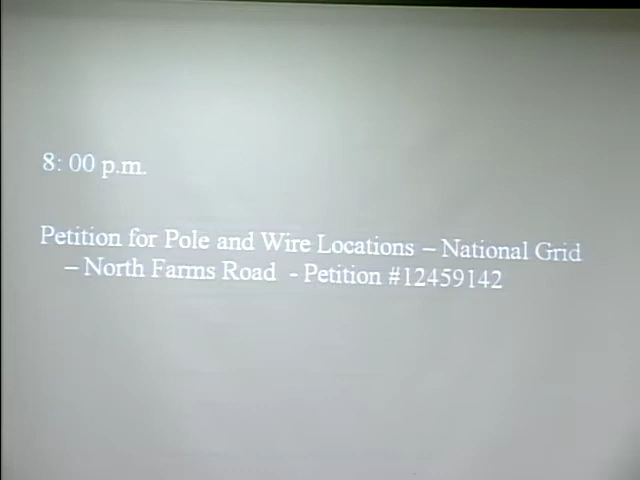 8: 00 p.m.
Petition for Pole and Wire Locations – National Grid
– North Farms Road - Petition #12459142